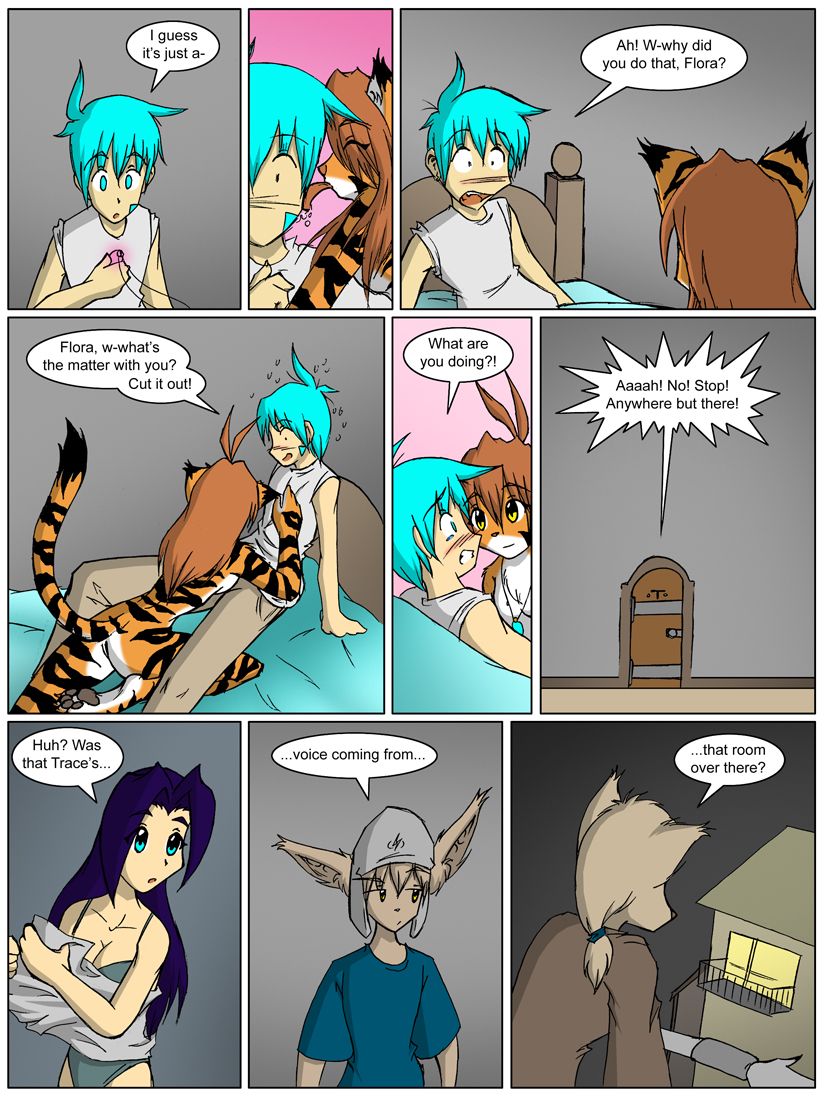 I guess
it's just a-
Ah! W-why did
you do that, Flora?
Flora, w-what's
the matter with you?
Cut it out!
What are
you doing?!
Aaaah! No! Stop!
Anywhere but there!
Huh? Was
that Trace's...
...voice coming from...
...that room
over there?